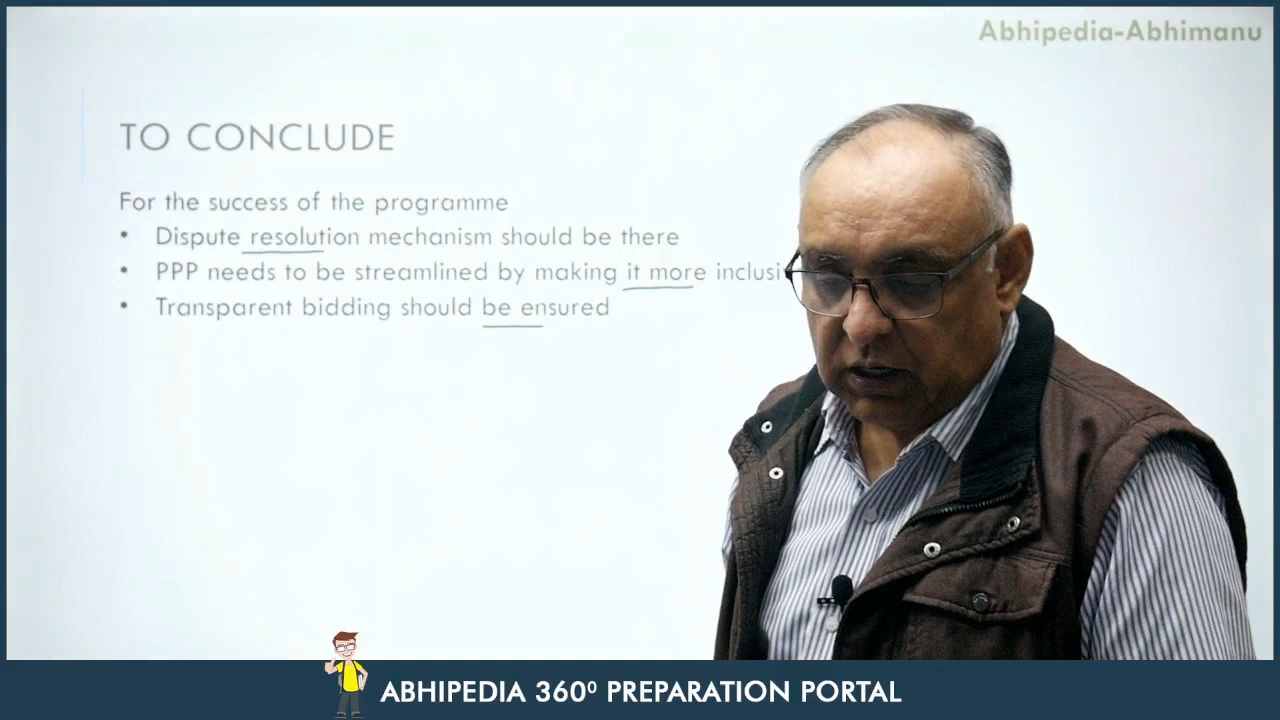 Abhipedia-Abhimanu
TO CONCLUDE
For the success of the programme
• Dispute resolution mechanism should be there
• PPP needs to be streamlined by making it more
• Transparent bidding should be ensured
ABHIPEDIA 360⁰ PREPARATION PORTAL